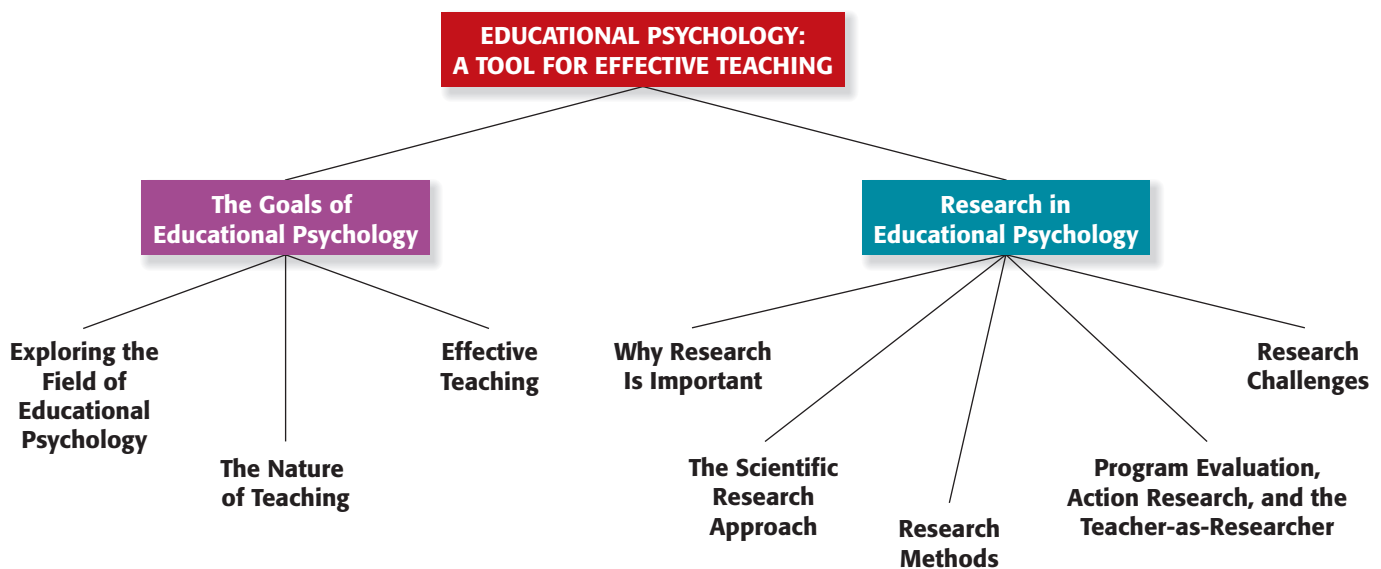 EDUCATIONAL PSYCHOLOGY:
A TOOL FOR EFFECTIVE TEACHING
The Goals of
Educational Psychology
Exploring the
Field of
Educational
Psychology
The Nature
of Teaching
Effective
Teaching
Research in
Educational Psychology
Why Research
Is Important
The Scientific
Research
Approach
Research
Methods
Program Evaluation,
Action Research, and the
Teacher-as-Researcher
Research
Challenges